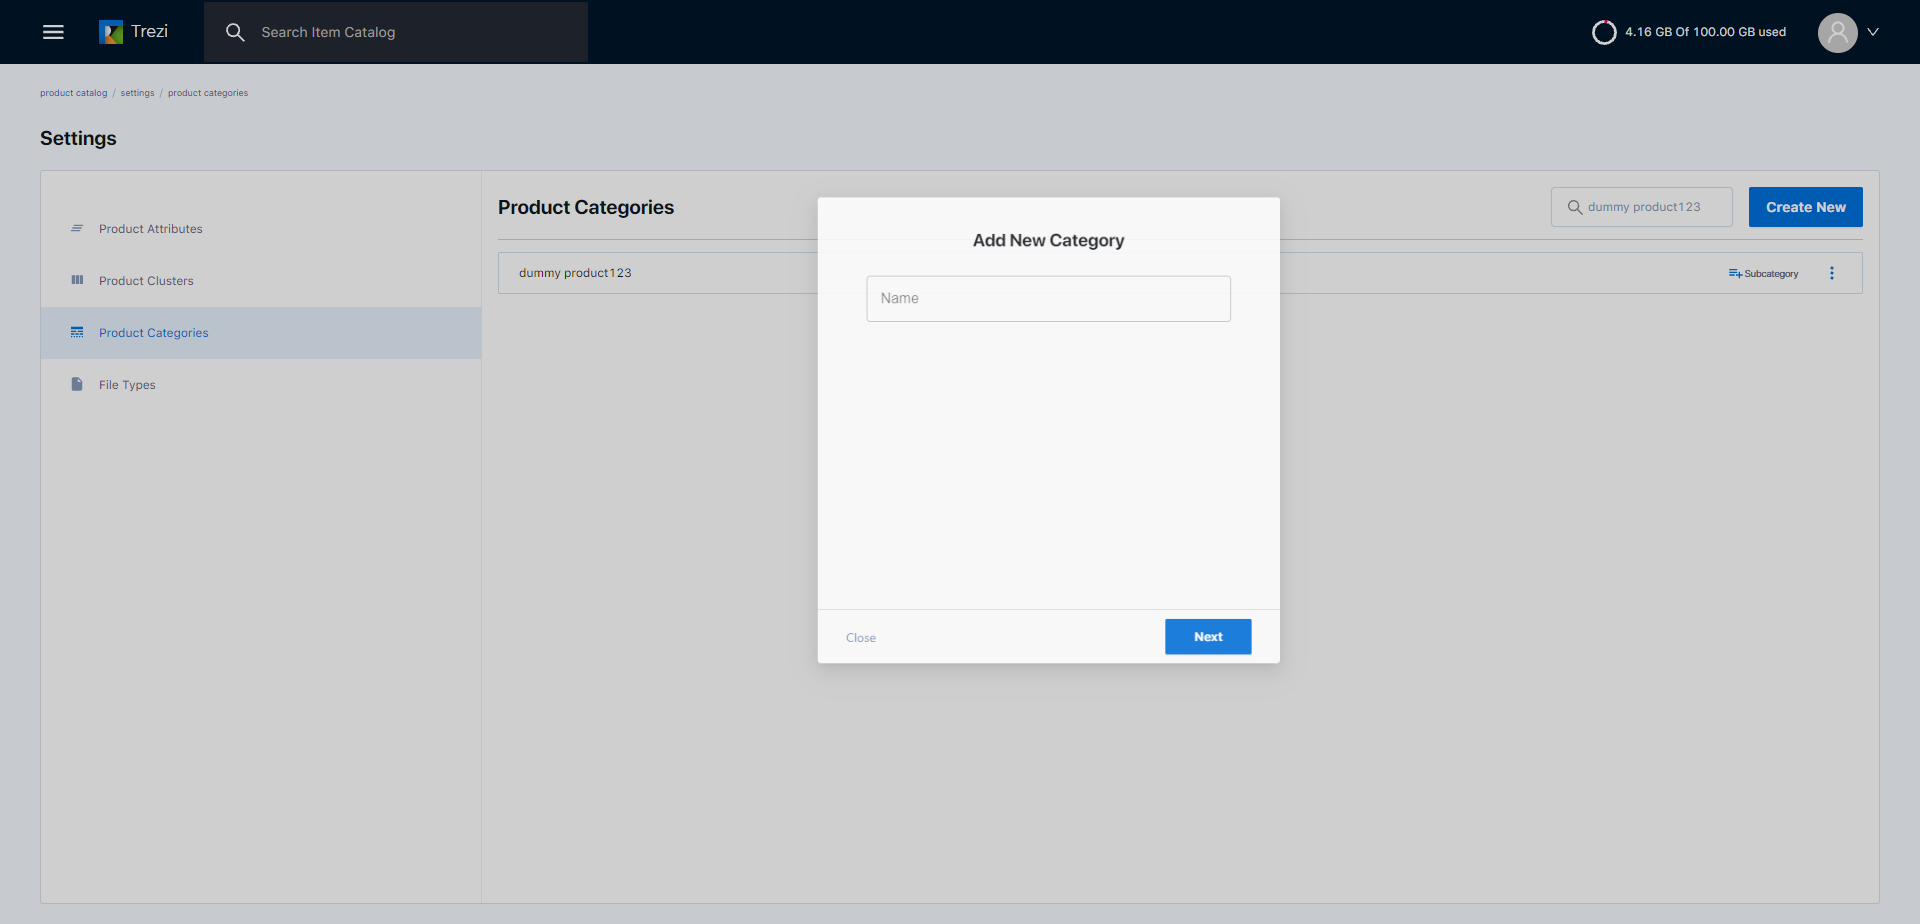 Trezi
Search Item Catalog
4.16 GB Of 100.00 GB used
product catalog / settings / product categories
Settings
Product Attributes
Product Clusters
Product Categories
File Types
Product Categories
dummy product123
Create New
dummy product123
Subcategory
Add New Category
Name
Close
Next